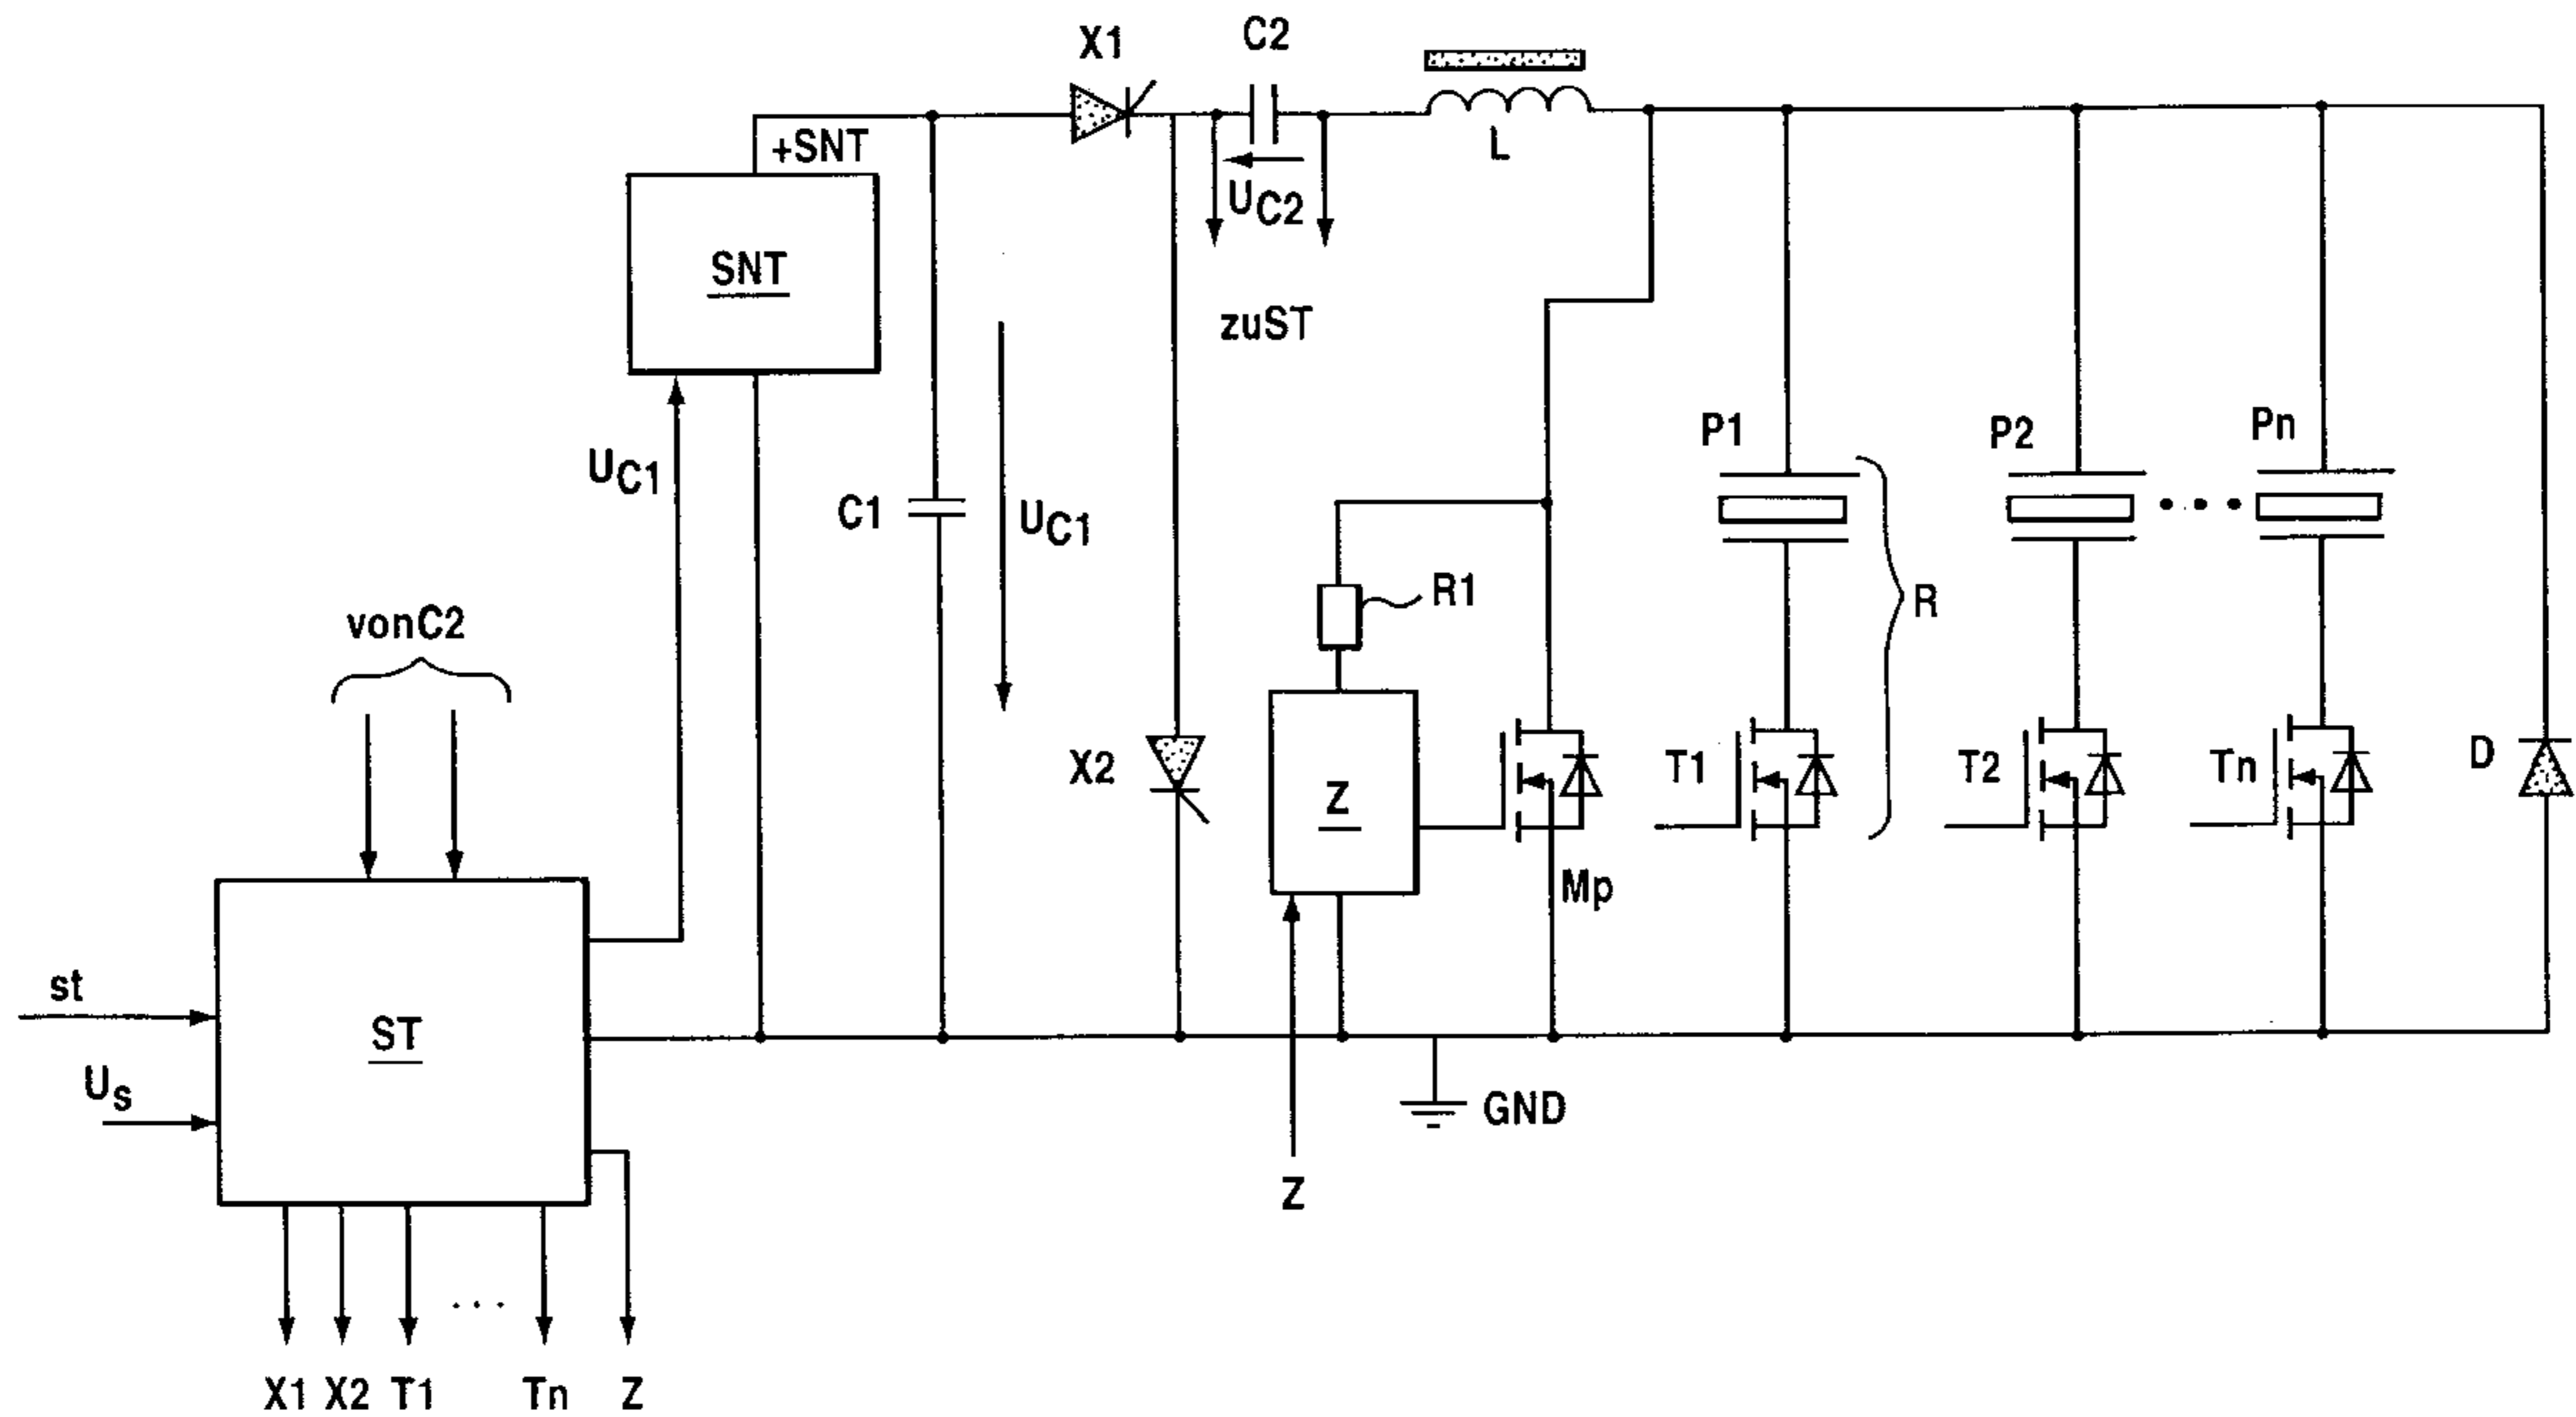 X1
C2
+SNT
L
UC2
SNT
zuST
P1
P2
Pn
UC1
C1
UC1
R1
R
vonC2
X2
Z
T1
T2
Tn
D
Mp
st
ST
Us
GND
Z
X1 X2 T1 ... Tn Z